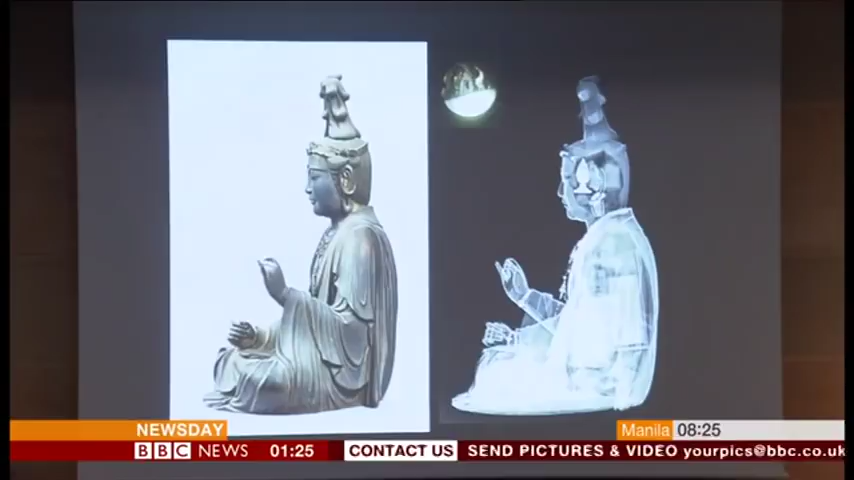 NEWSDAY
Manila 08:25
BBC NEWS 01:25 CONTACT US SEND PICTURES & VIDEO yourpics@bbc.co.uk